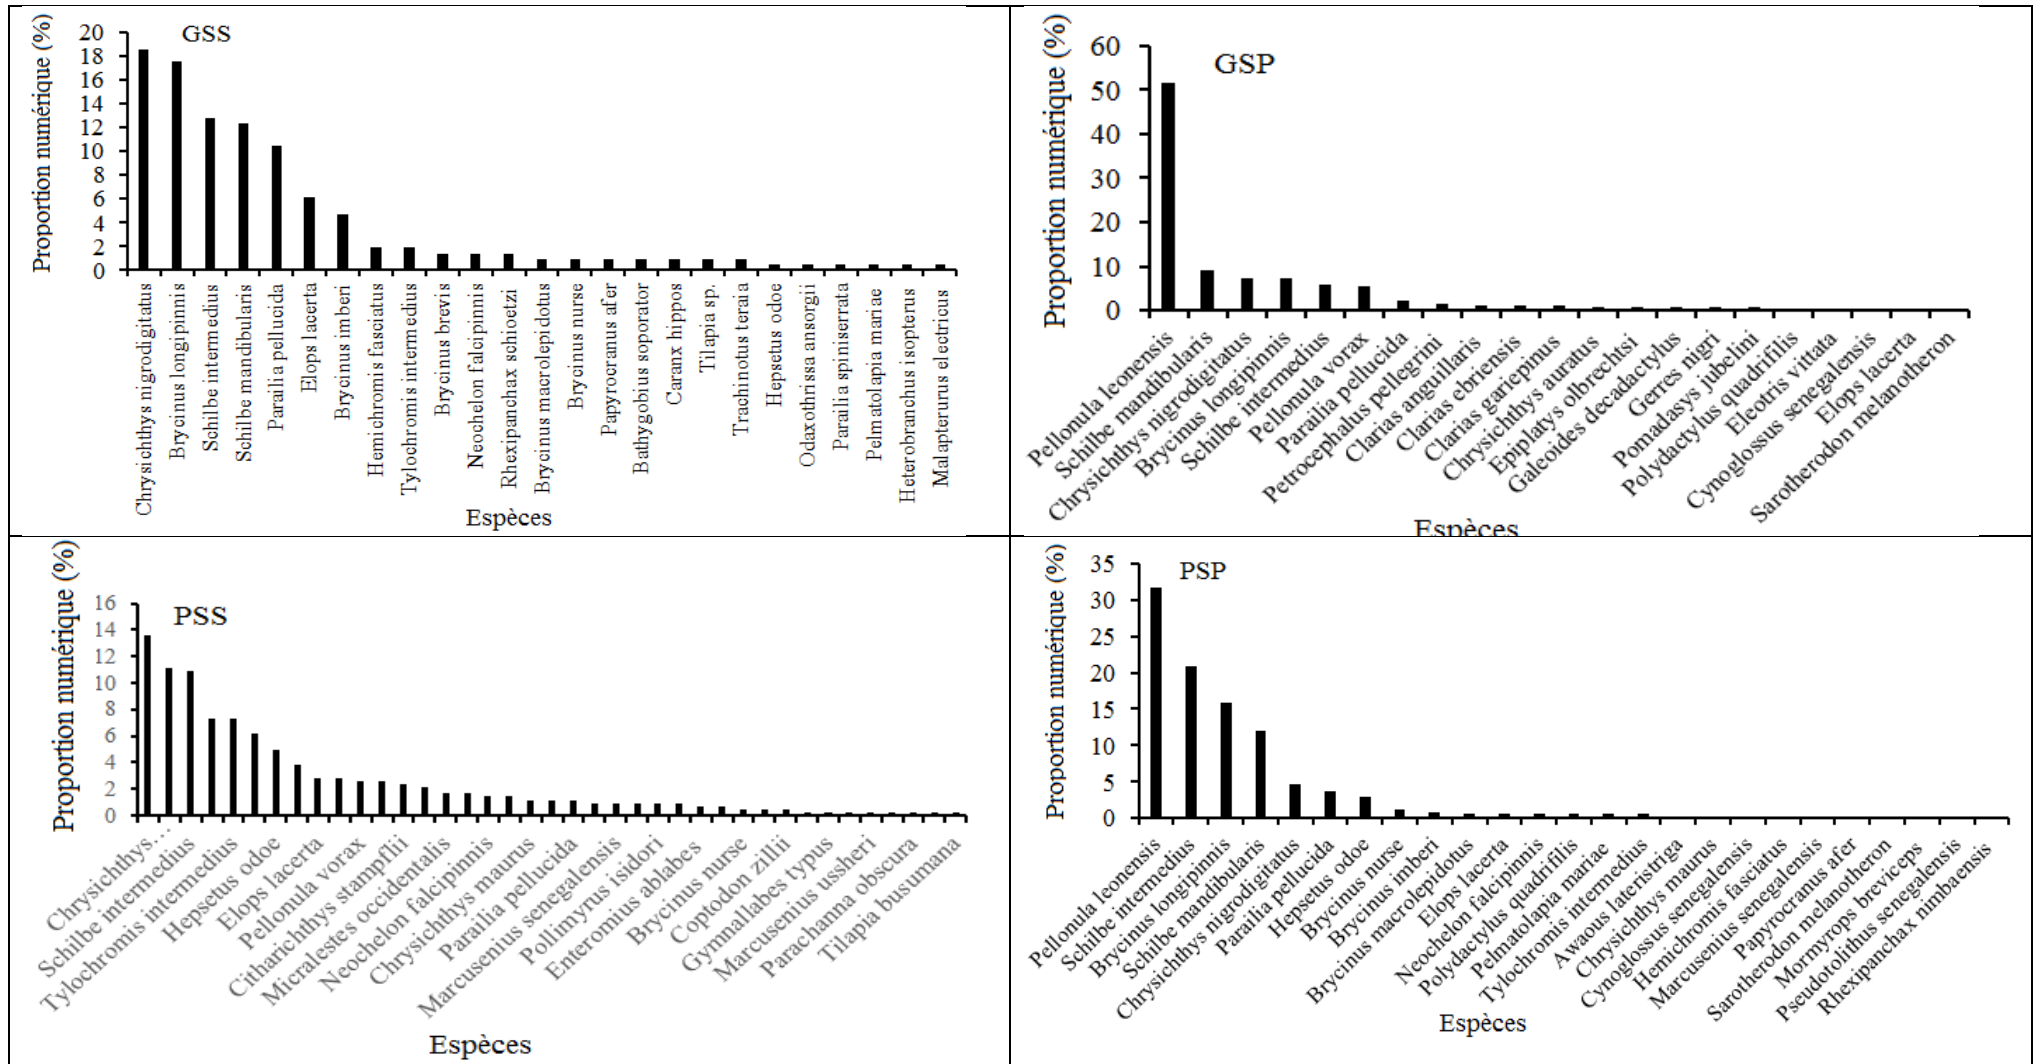 Proportion numérique (%)
GSS
20
18
16
14
12
10
8
6
4
2
0
Chrysichthys nigrodigitatus
Brycinus longipinnis
Schilbe intermedius
Schilbe mandibularis
Parailia pellucida
Elops lacerta
Brycinus imberi
Hemichromis fasciatus
Tylochromis intermedius
Brycinus brevis
Neochelon falcipinnis
Rhexipanchax schioetzi
Brycinus macrolepidotus
Brycinus nurse
Papyrocranus afer
Bathygobius soporator
Caranx hippos
Tilapia sp.
Trachinotus teraia
Hepsetus odoe
Odaxothrissa ansorgii
Parailia spiniserrata
Pelmatolapia mariae
Heterobranchus isopterus
Malapterurus electricus
Espèces
Proportion numérique (%)
GSP
60
50
40
30
20
10
0
Pellonula leonensis
Schilbe mandibularis
Chrysichthys nigrodigitatus
Brycinus longipinnis
Schilbe intermedius
Pellonula vorax
Parailia pellucida
Petrocephalus pellegrini
Clarias anguillaris
Clarias ebriensis
Clarias gariepinus
Chrysichthys auratus
Epiplatys olbrechtsi
Galeoides decadactylus
Gerres nigri
Pomadasys jubelini
Polydactylus quadrifilis
Eleotris vittata
Cynoglossus senegalensis
Elops lacerta
Sarotherodon melanotheron
Espèces
Proportion numérique (%)
PSS
16
14
12
10
8
6
4
2
0
Chrysichthys…
Schilbe intermedius
Tylochromis intermedius
Hepsetus odoe
Elops lacerta
Pellonula vorax
Citharichthys stampflii
Micralestes occidentalis
Neochelon falcipinnis
Chrysichthys maurus
Parailia pellucida
Marcusenius senegalensis
Pollimyrus isidori
Enteromius ablabes
Brycinus nurse
Coptodon zillii
Gymnallabes typus
Marcusenius ussheri
Parachanna obscura
Tilapia busumana
Espèces
Proportion numérique (%)
PSP
35
30
25
20
15
10
5
0
Pellonula leonensis
Schilbe intermedius
Brycinus longipinnis
Schilbe mandibularis
Chrysichthys nigrodigitatus
Parailia pellucida
Hepsetus odoe
Brycinus nurse
Brycinus imberi
Brycinus macrolepidotus
Elops lacerta
Neochelon falcipinnis
Polydactylus quadrifilis
Pelmatolapia mariae
Tylochromis intermedius
Awaous lateristriga
Chrysichthys maurus
Cynoglossus senegalensis
Hemichromis fasciatus
Marcusenius senegalensis
Papyrocranus afer
Sarotherodon melanotheron
Mormyrops breviceps
Pseudotolithus senegalensis
Rhexipanchax nimbaensis
Espèces